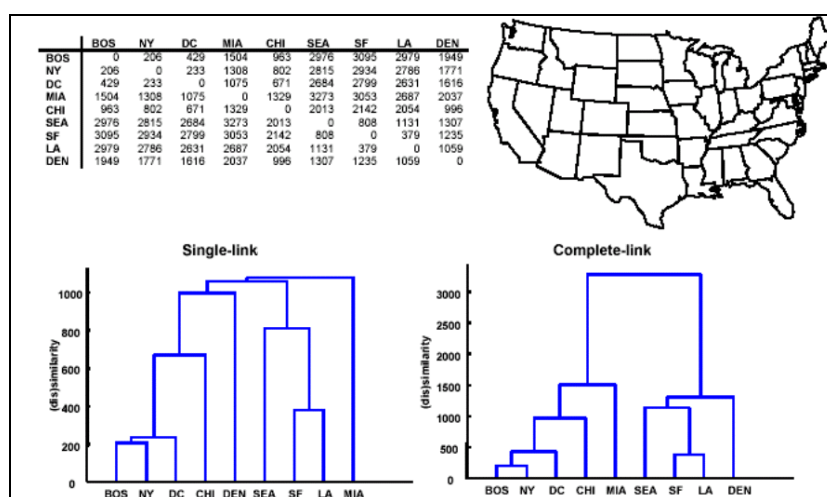 BOS NY DC MIA CHI SEA SF LA DEN
BOS 0 206 429 1504 963 2976 3095 2979 1949
NY 206 0 233 1308 802 2815 2934 2786 1771
DC 429 233 0 1075 671 2684 2799 2631 1616
MIA 1504 1308 1075 0 1329 3273 3053 2687 2037
CHI 963 802 671 1329 0 2013 2142 2054 996
SEA 2976 2815 2684 3273 2013 0 808 1131 1307
SF 3095 2934 2799 3053 2142 808 0 379 1235
LA 2979 2786 2631 2687 2054 1131 379 0 1059
DEN 1949 1771 1616 2037 996 1307 1235 1059 0
Single-link
(dis)similarity
1000
800
600
400
200
0
BOS NY DC CHI DEN SEA SF LA MIA
Complete-link
(dis)similarity
3000
2500
2000
1500
1000
500
0
BOS NY DC CHI MIA SEA SF LA DEN